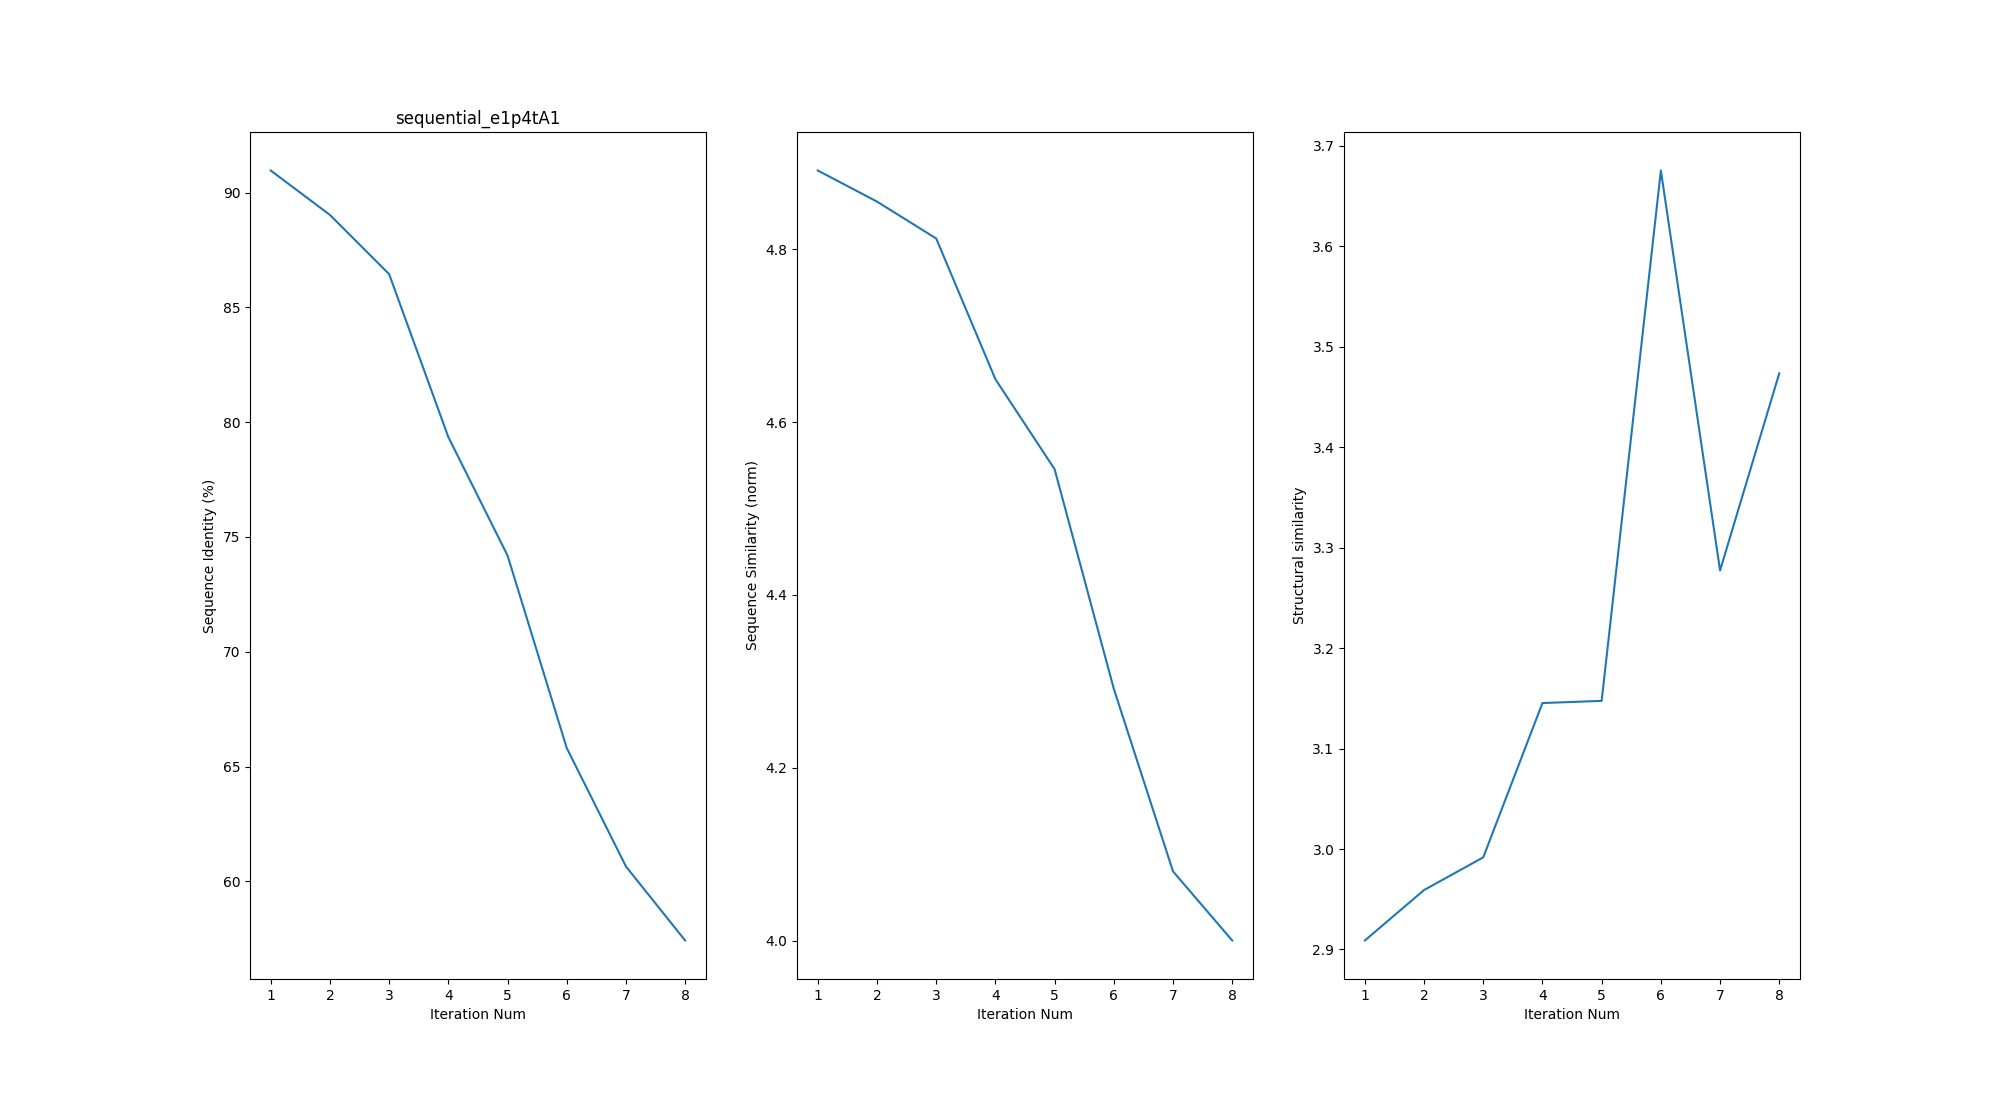 sequential_e1p4tA1
90
85
80
75
70
65
60
Sequence Identity (%)
1 2 3 4 5 6 7 8
Iteration Num
4.8
4.6
4.4
4.2
4.0
Sequence Similarity (norm)
1 2 3 4 5 6 7 8
Iteration Num
3.7
3.6
3.5
3.4
3.3
3.2
3.1
3.0
2.9
Structural similarity
1 2 3 4 5 6 7 8
Iteration Num